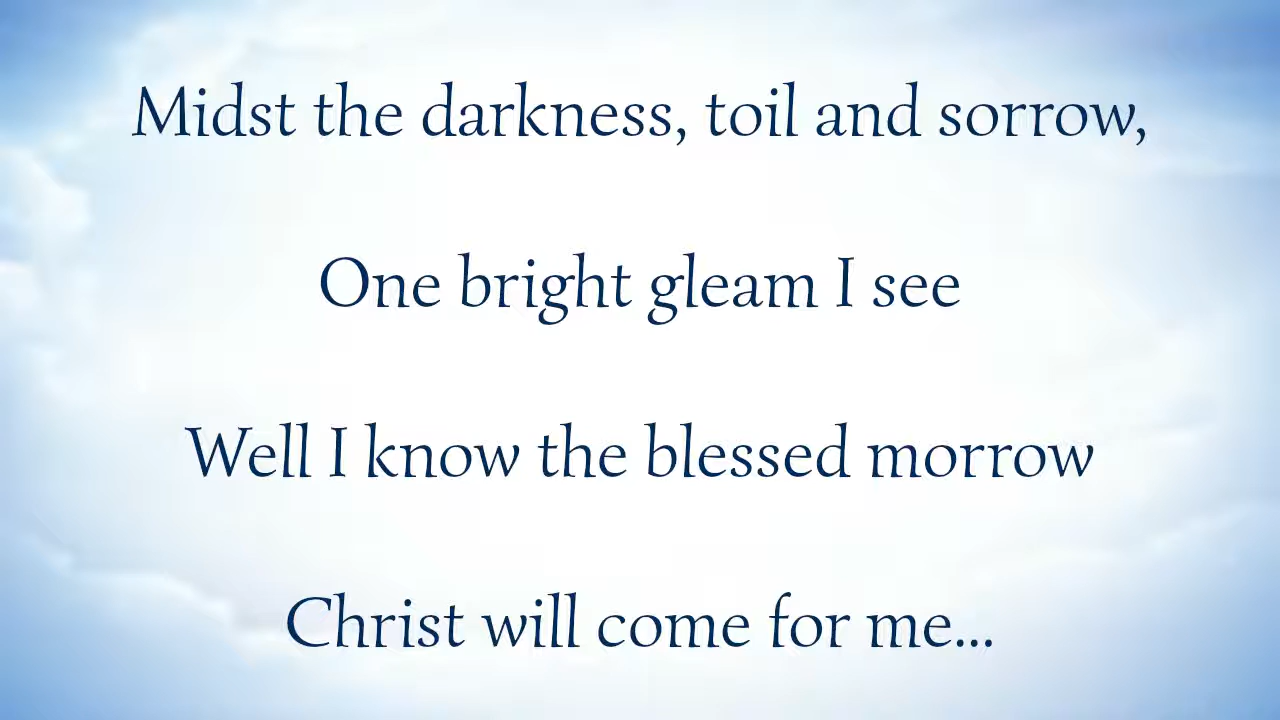 Midst the darkness, toil and sorrow,
One bright gleam I see
Well I know the blessed morrow
Christ will come for me...